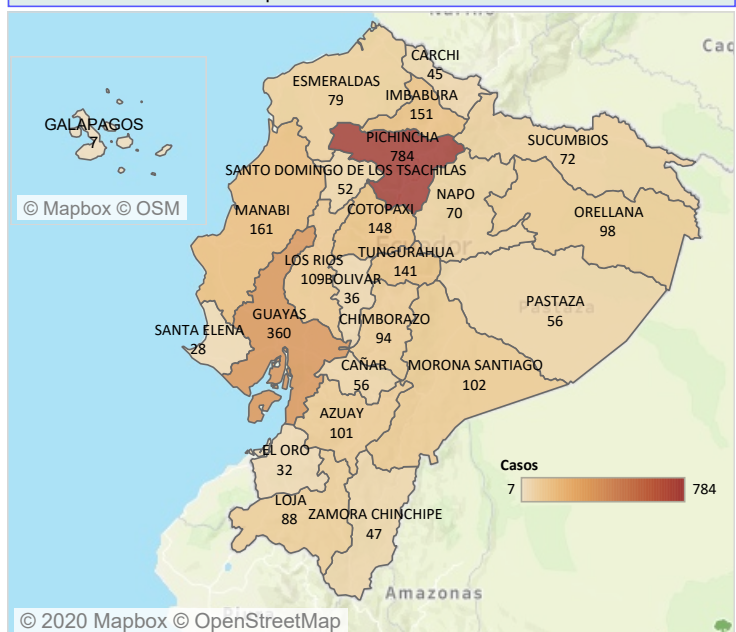 CARCHI
45
ESMERALDAS
79
IMBABURA
151
GALAPAGOS
7
PICHINCHA
784
SUCUMBIOS
72
SANTO DOMINGO DE LOS TSACHILAS
52
NAPO
70
© Mapbox © OSM
MANABI
161
COTOPAXI
148
ORELLANA
98
Ecuador
TUNGURAHUA
141
LOS RIOS
109
BOLIVAR
36
PASTAZA
56
Pastaza
GUAYAS
360
CHIMBORAZO
94
SANTA ELENA
28
CAÑAR
56
MORONA SANTIAGO
102
AZUAY
101
EL ORO
32
Casos
7
784
LOJA
88
ZAMORA CHINCHIPE
47
Amazonas
© 2020 Mapbox © OpenStreetMap